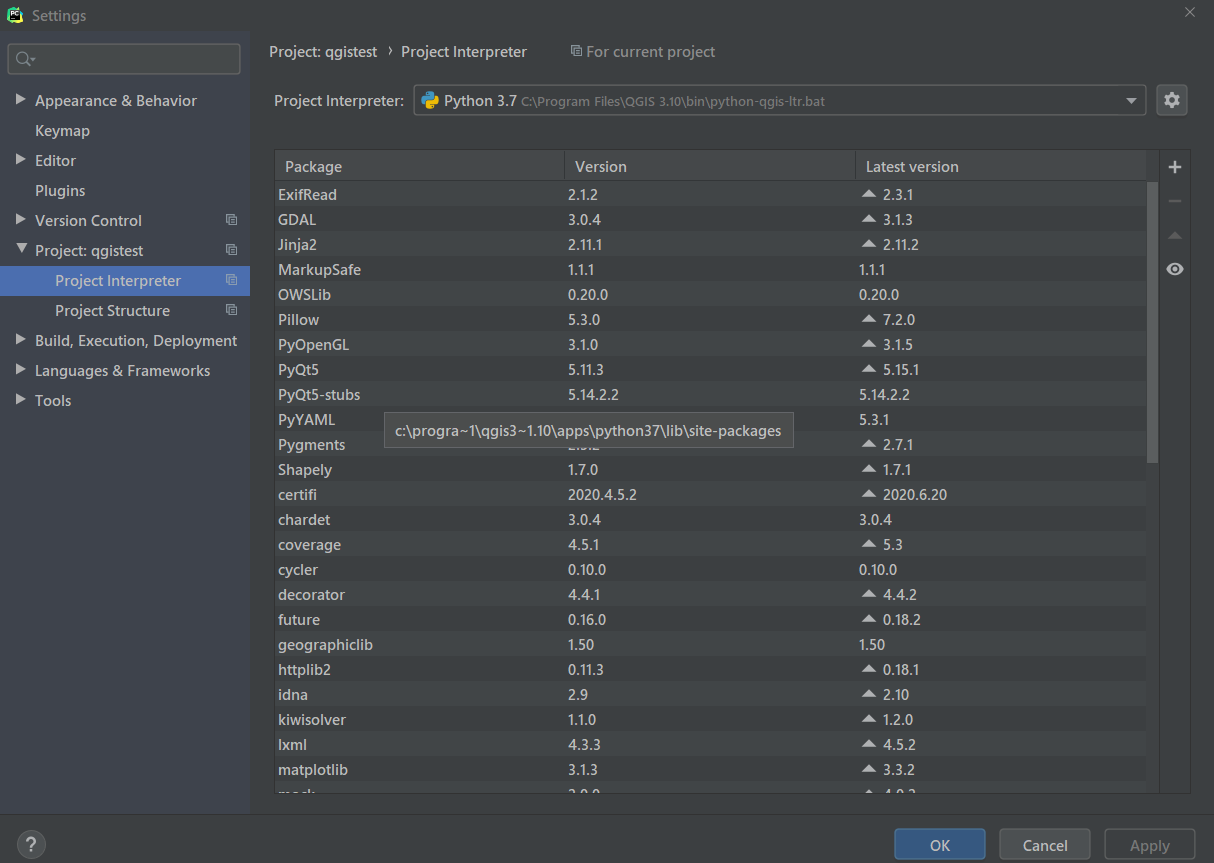 Settings
Project: qgistest › Project Interpreter For current project
Project Interpreter: Python 3.7 C:\Program Files\QGIS 3.10\bin\python-qgis-ltr.bat
Appearance & Behavior
Keymap
Editor
Plugins
Version Control
Project: qgistest
Project Interpreter
Project Structure
Build, Execution, Deployment
Languages & Frameworks
Tools
Package Version Latest version
ExifRead 2.1.2 2.3.1
GDAL 3.0.4 3.1.3
Jinja2 2.11.1 2.11.2
MarkupSafe 1.1.1 1.1.1
OWSLib 0.20.0 0.20.0
Pillow 5.3.0 7.2.0
PyOpenGL 3.1.0 3.1.5
PyQt5 5.11.3 5.15.1
PyQt5-stubs 5.14.2.2 5.14.2.2
PyYAML 5.3.1
c:\progra~1\qgis3~1.10\apps\python37\lib\site-packages
Pygments 2.7.1
Shapely 1.7.0 1.7.1
certifi 2020.4.5.2 2020.6.20
chardet 3.0.4 3.0.4
coverage 4.5.1 5.3
cycler 0.10.0 0.10.0
decorator 4.4.1 4.4.2
future 0.16.0 0.18.2
geographiclib 1.50 1.50
httplib2 0.11.3 0.18.1
idna 2.9 2.10
kiwisolver 1.1.0 1.2.0
lxml 4.3.3 4.5.2
matplotlib 3.1.3 3.3.2
?
OK Cancel Apply